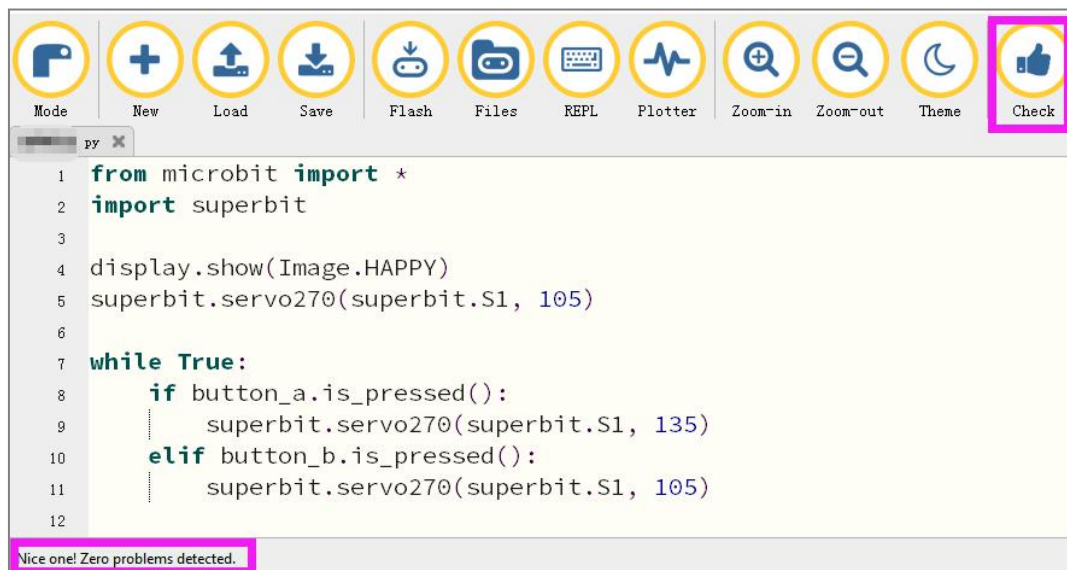 Mode New Load Save Flash Files REPL Plotter Zoom-in Zoom-out Theme Check
py
1 from microbit import *
2 import superbit
3
4 display.show(Image.HAPPY)
5 superbit.servo270(superbit.S1, 105)
6
7 while True:
8 if button_a.is_pressed():
9 superbit.servo270(superbit.S1, 135)
10 elif button_b.is_pressed():
11 superbit.servo270(superbit.S1, 105)
12
Nice one! Zero problems detected.